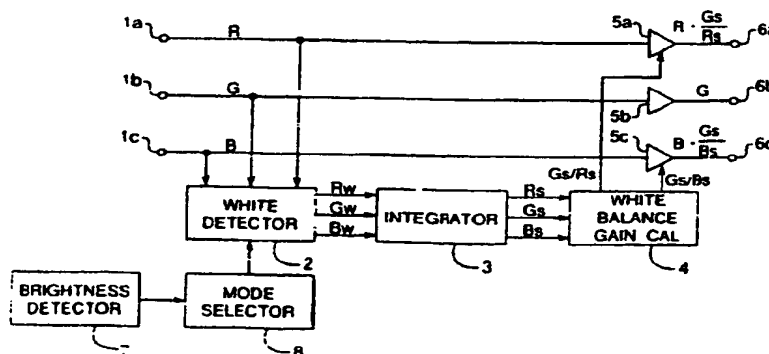 1a
R
5a
R · Gs/Rs
6a
1b
G
5b
G
6b
1c
B
5c
B · Gs/Bs
Gs/Rs
Gs/Bs
WHITE
DETECTOR
2
Rw
Gw
Bw
INTEGRATOR
3
Rs
Gs
Bs
WHITE
BALANCE
GAIN CAL
4
BRIGHTNESS
DETECTOR
MODE
SELECTOR
8